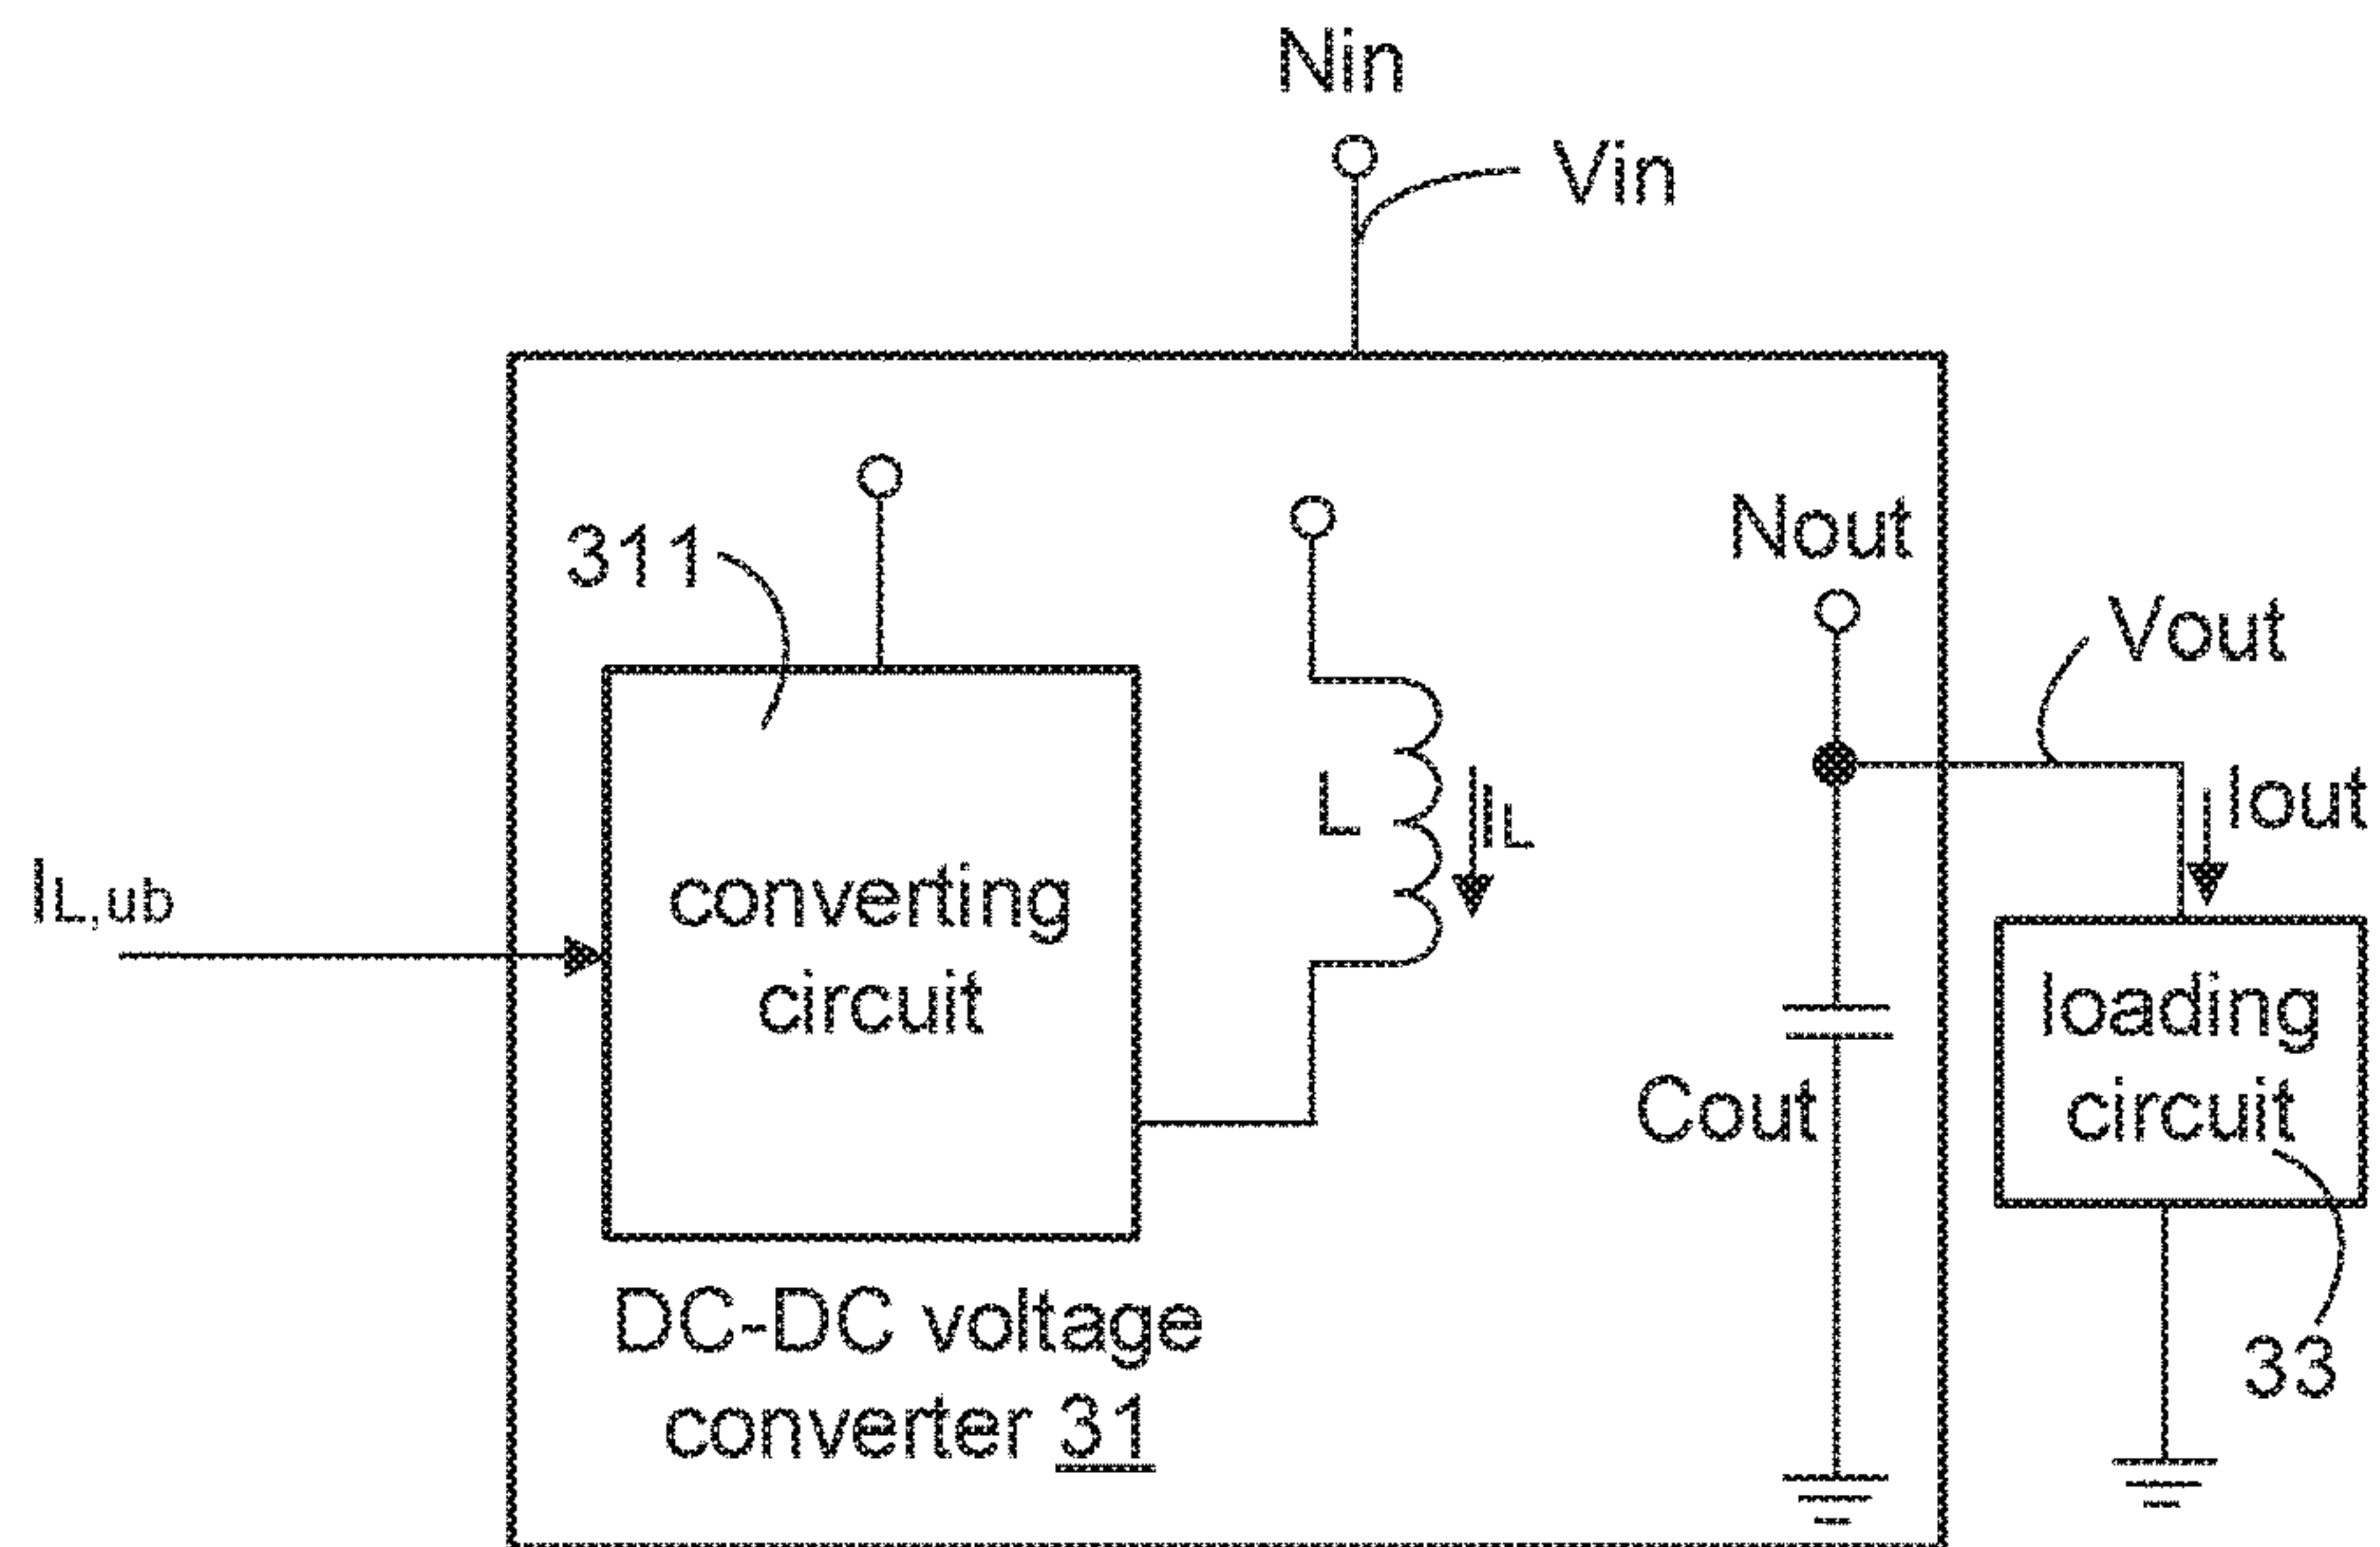 Nin
Vin
311
Nout
Vout
L
IL
Iout
IL,ub
converting
circuit
loading
circuit
Cout
DC-DC voltage
converter 31
33